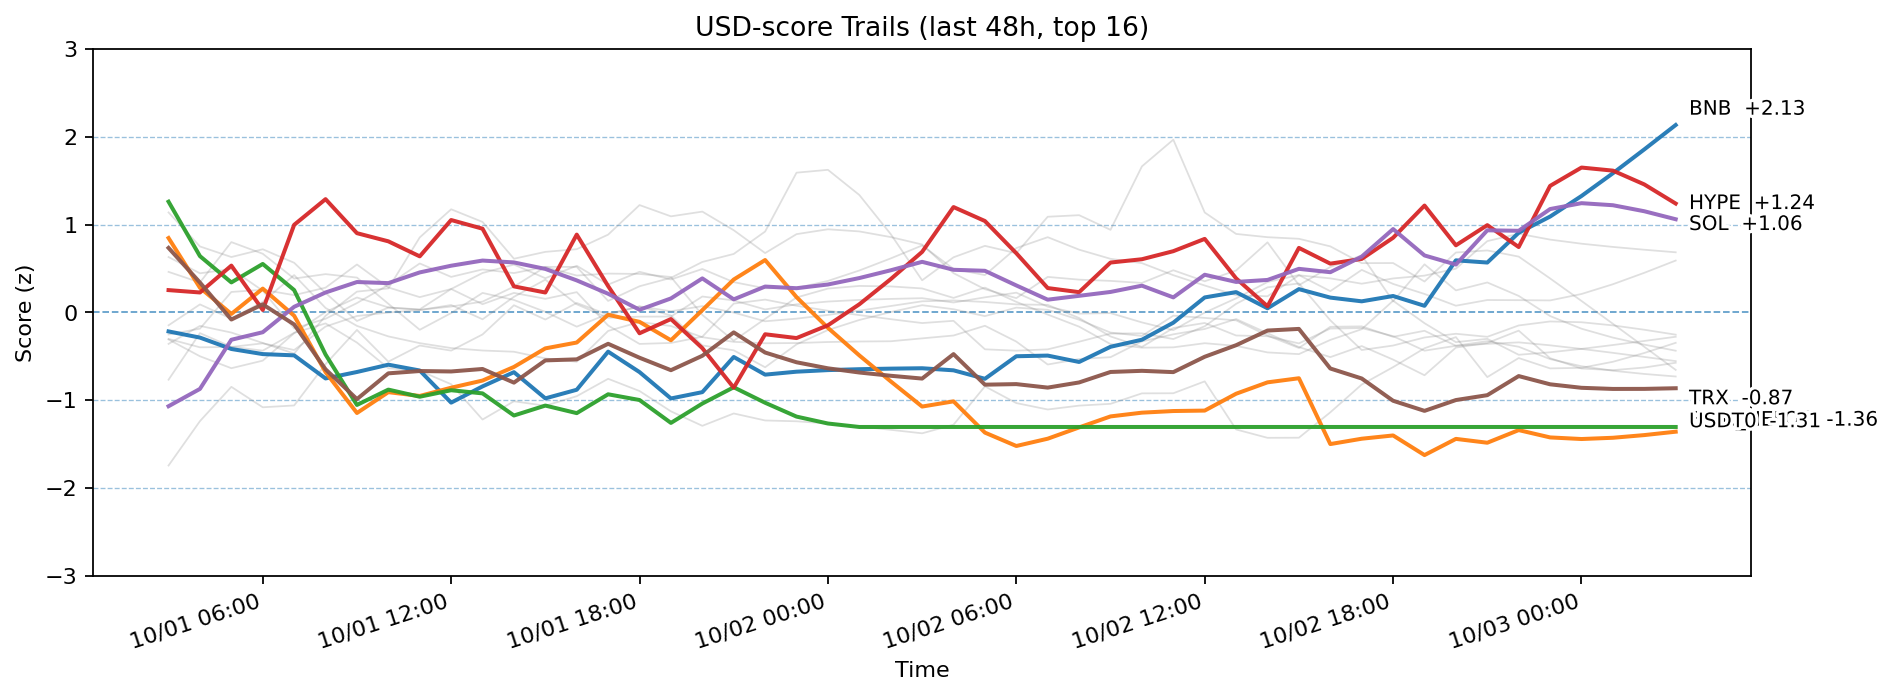 USD-score Trails (last 48h, top 16)
Score (z)
3
2
1
0
−1
−2
−3
BNB +2.13
HYPE +1.24
SOL +1.06
TRX -0.87
USDT0 -1.31
-1.36
10/01 06:00
10/01 12:00
10/01 18:00
10/02 00:00
10/02 06:00
10/02 12:00
10/02 18:00
10/03 00:00
Time